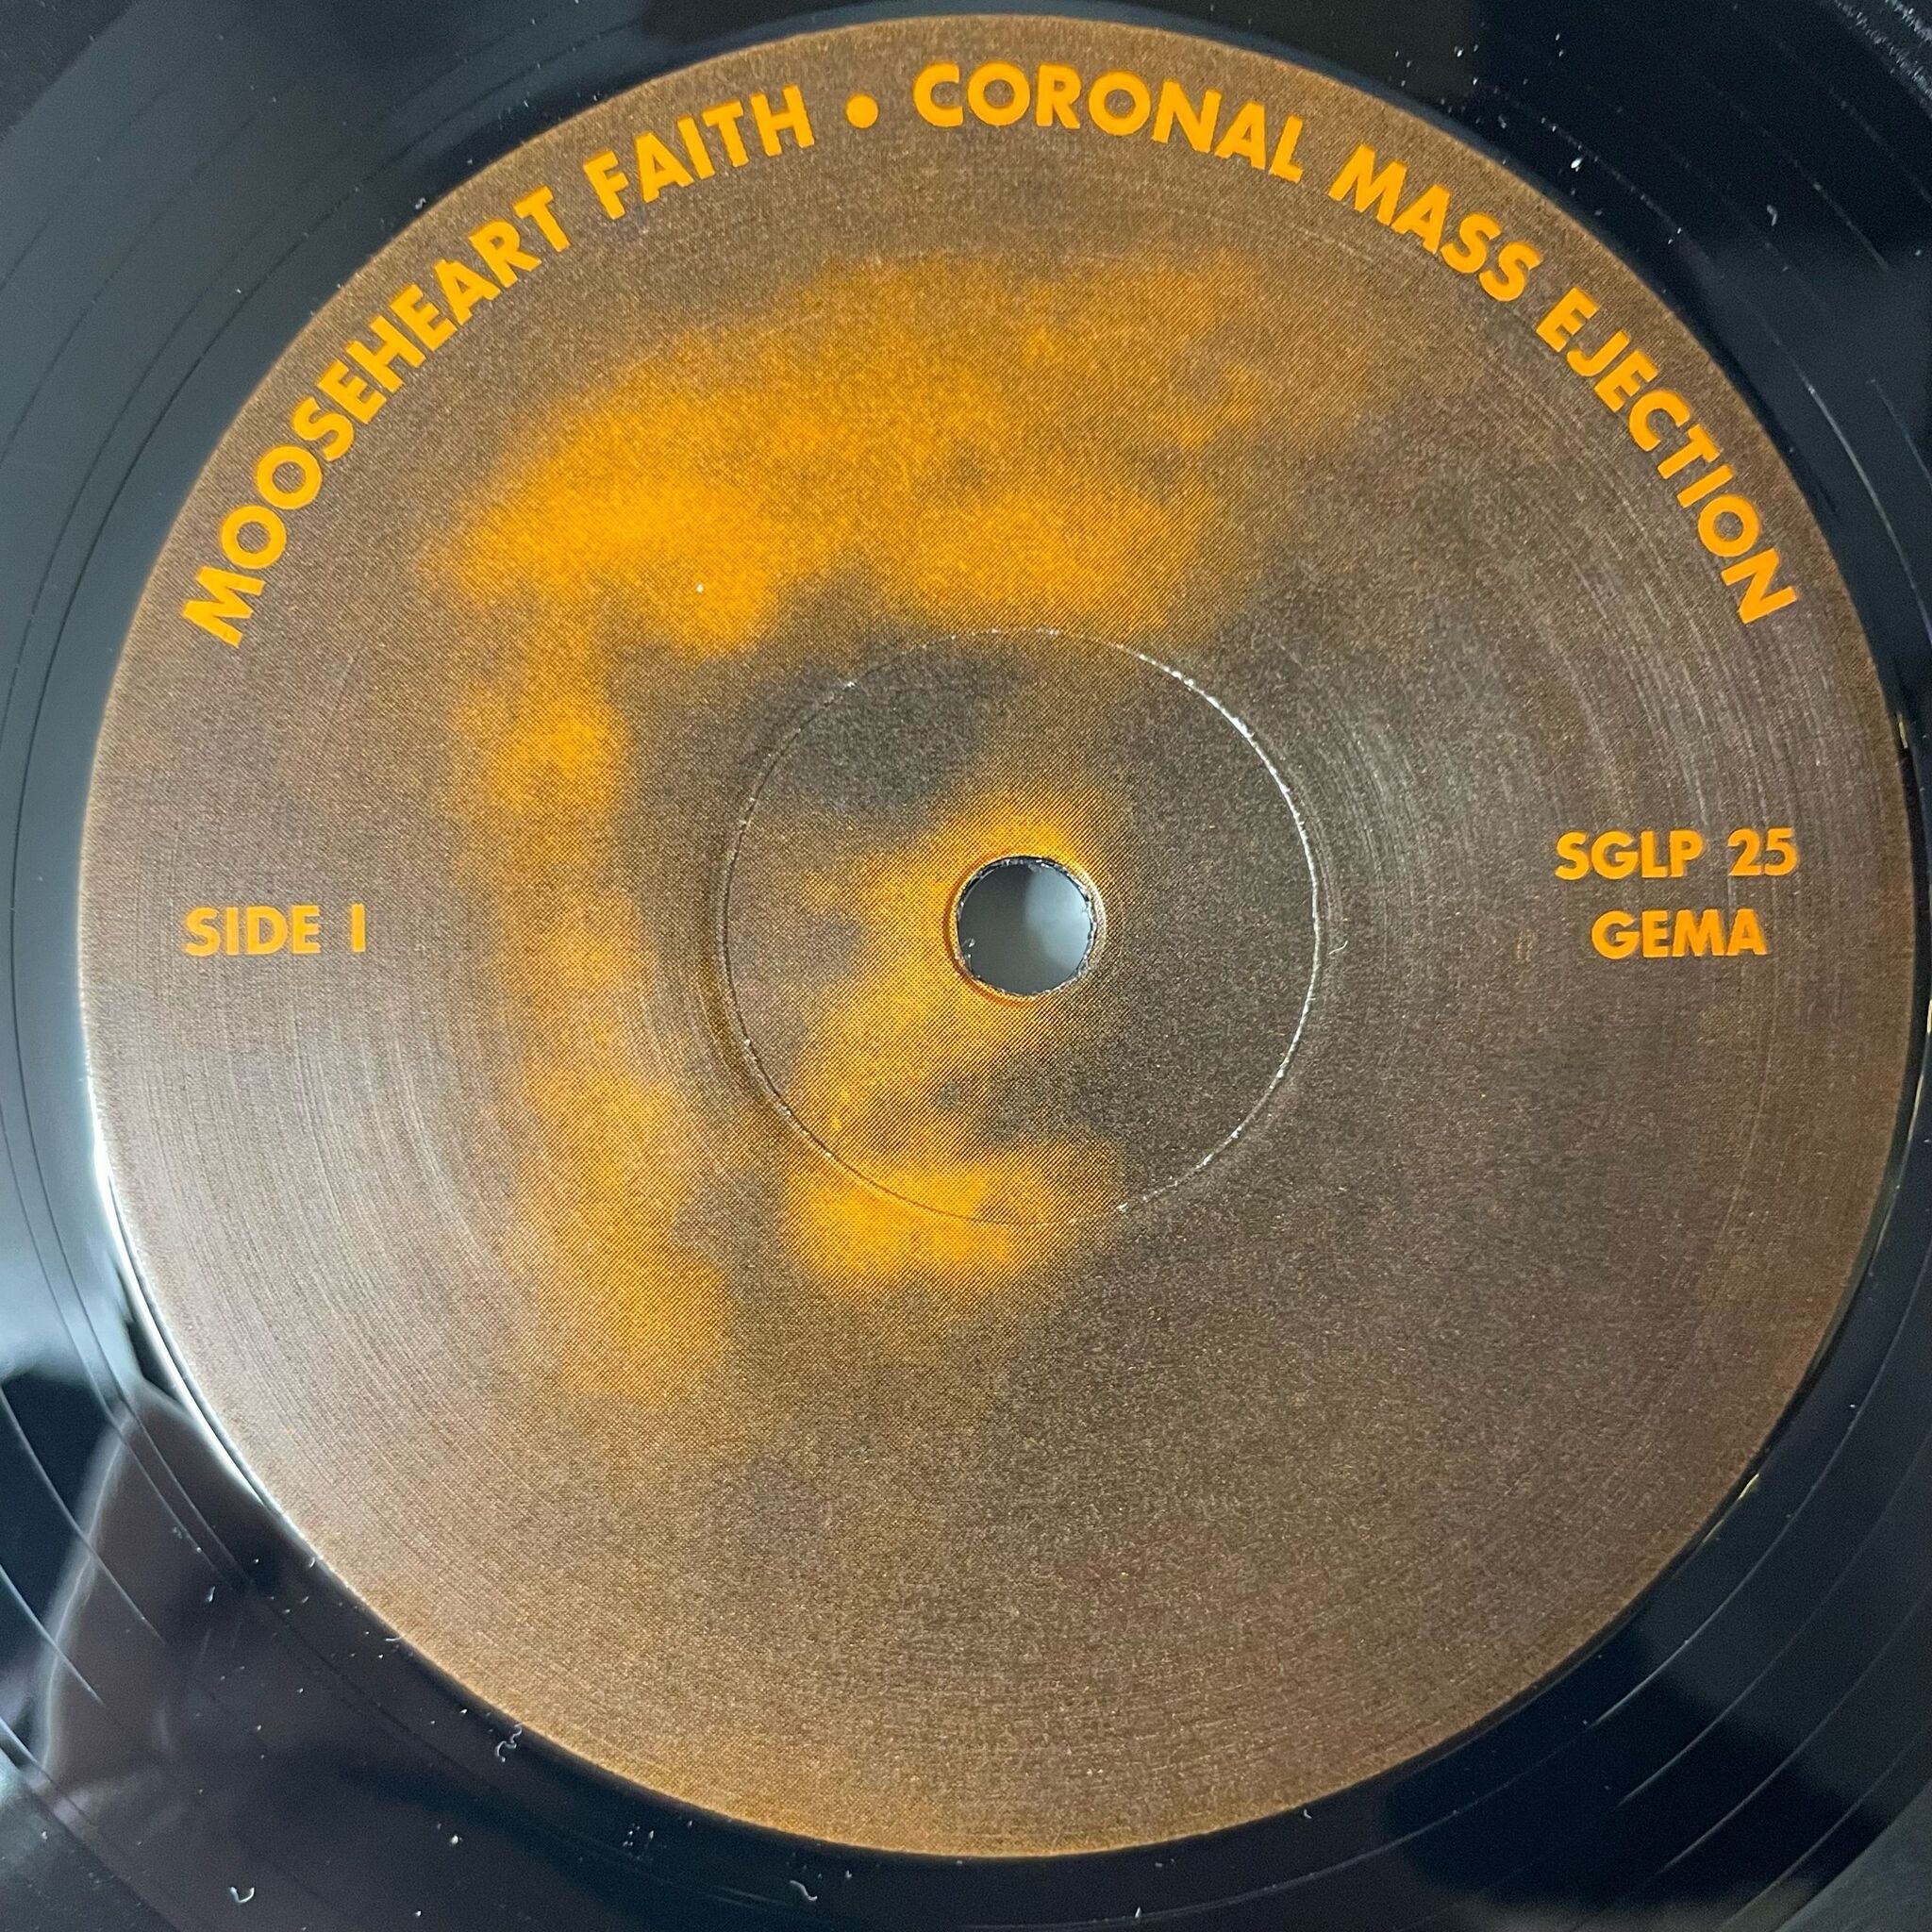 MOOSEHEART FAITH • CORONAL MASS EJECTION
SIDE I
SGLP 25
GEMA